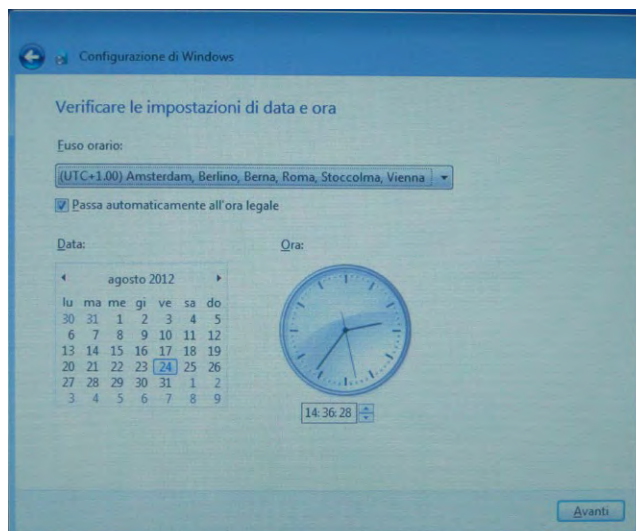 Configurazione di Windows
Verificare le impostazioni di data e ora
Fuso orario:
(UTC+1.00) Amsterdam, Berlino, Berna, Roma, Stoccolma, Vienna
Passa automaticamente all'ora legale
Data:
Ora:
agosto 2012
lu ma me gi ve sa do
30 31 1 2 3 4 5
6 7 8 9 10 11 12
13 14 15 16 17 18 19
20 21 22 23 24 25 26
27 28 29 30 31 1 2
3 4 5 6 7 8 9
14:36:28
Avanti